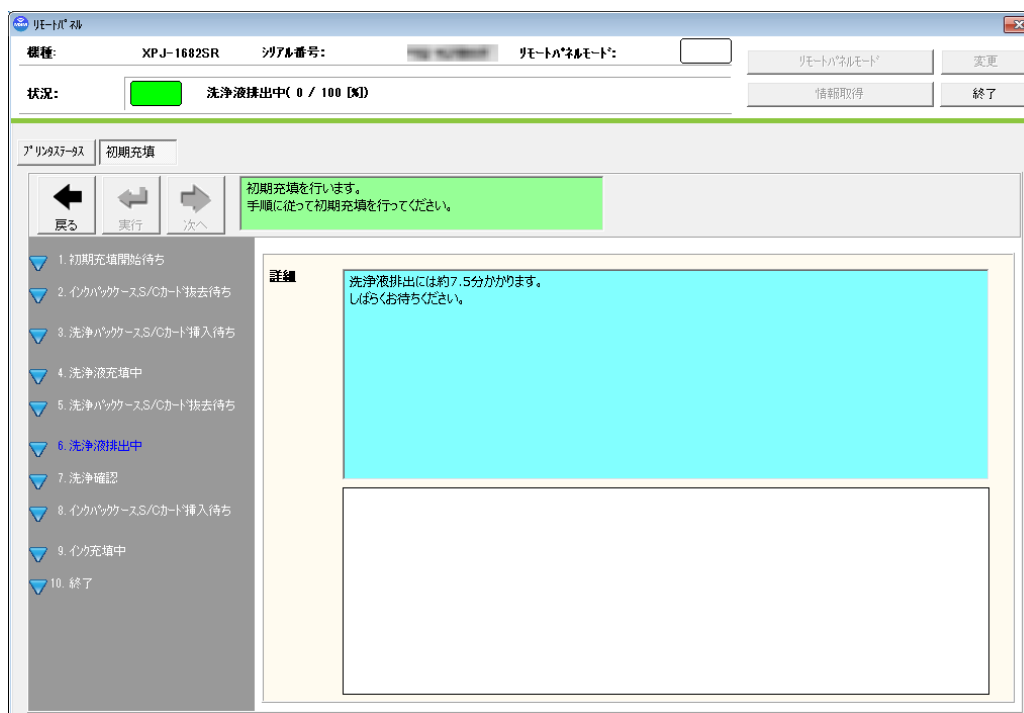 リモートパネル
機種: XPJ-1682SR シリアル番号: リモートパネルモード:
リモートパネルモード 変更
状況: 洗浄液排出中( 0 / 100 [%])
情報取得 終了
プリンタステータス 初期充填
戻る 実行 次へ
初期充填を行います。
手順に従って初期充填を行ってください。
1. 初期充填開始待ち
2. インクパックケース,S/Cカード抜去待ち
3. 洗浄パックケース,S/Cカード挿入待ち
4. 洗浄液充填中
5. 洗浄パックケース,S/Cカード抜去待ち
6. 洗浄液排出中
7. 洗浄確認
8. インクパックケース,S/Cカード挿入待ち
9. インク充填中
10. 終了
詳細
洗浄液排出には約7.5分かかります。
しばらくお待ちください。